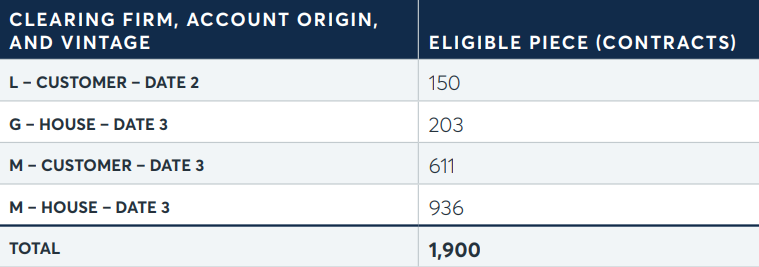 CLEARING FIRM, ACCOUNT ORIGIN,
AND VINTAGE
ELIGIBLE PIECE (CONTRACTS)
L – CUSTOMER – DATE 2 150
G – HOUSE – DATE 3 203
M – CUSTOMER – DATE 3 611
M – HOUSE – DATE 3 936
TOTAL 1,900